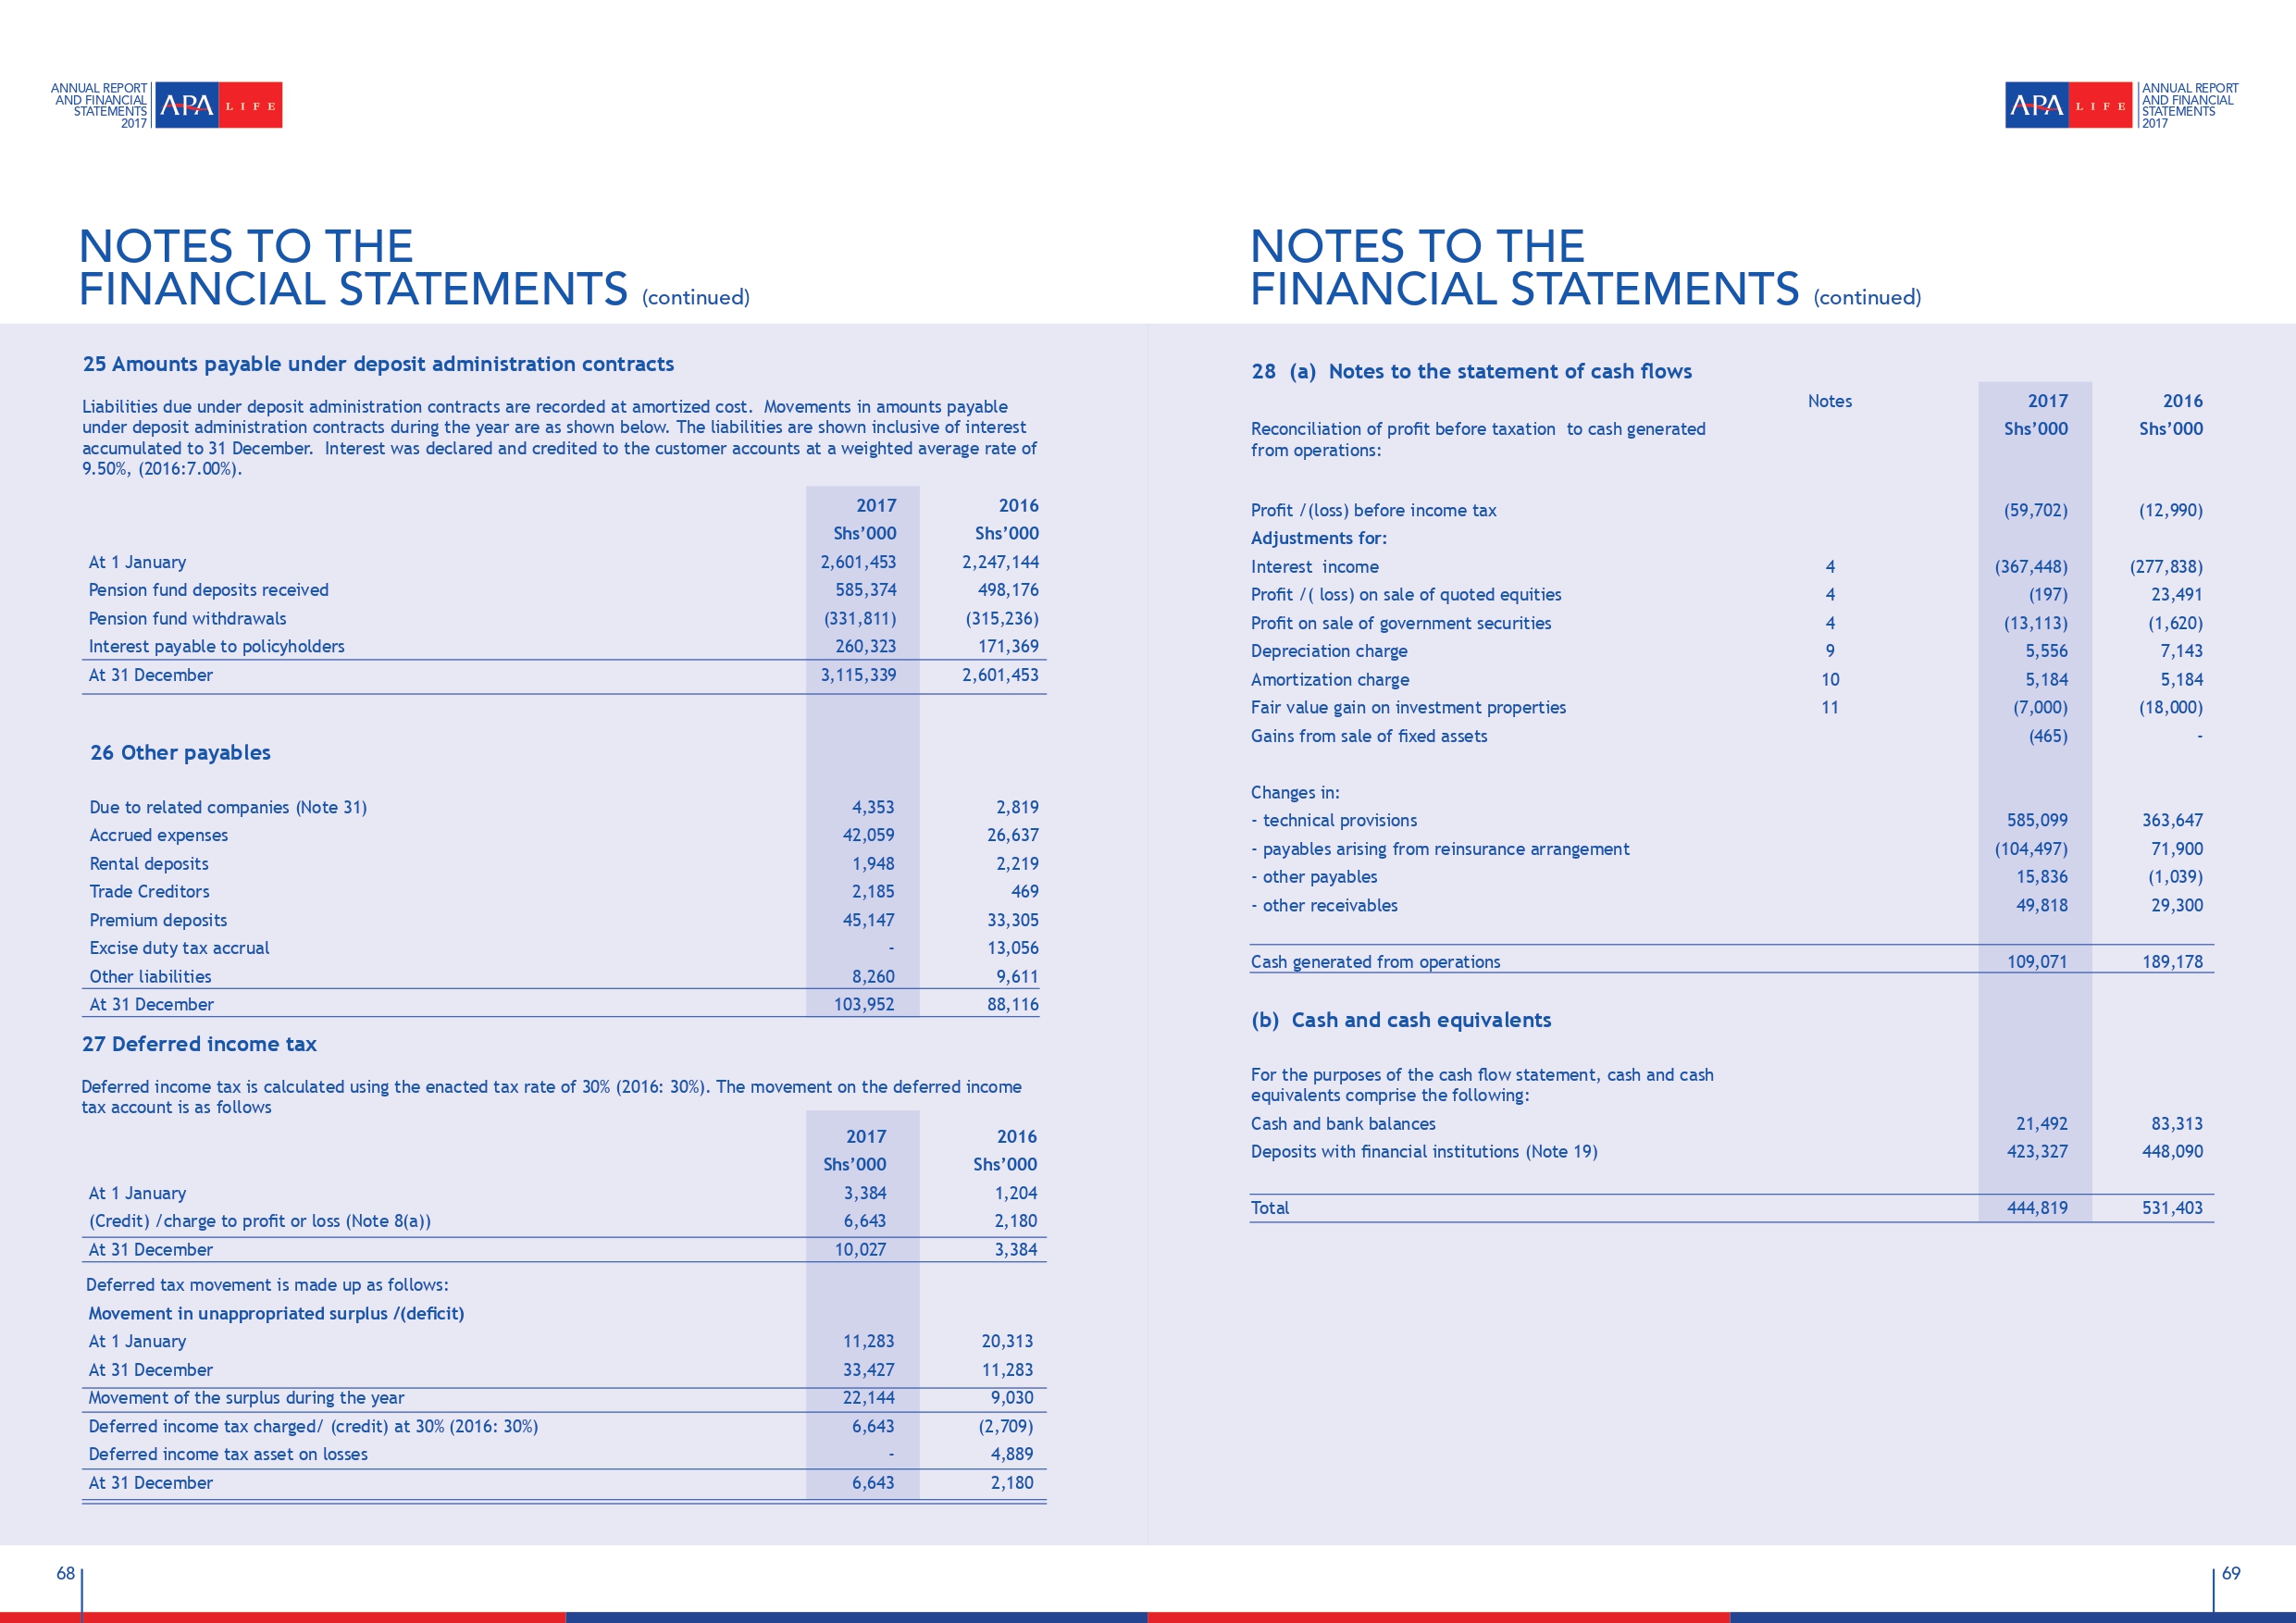 ANNUAL REPORT
AND FINANCIAL
STATEMENTS
2017
APA LIFE
NOTES TO THE
FINANCIAL STATEMENTS (continued)
25 Amounts payable under deposit administration contracts
Liabilities due under deposit administration contracts are recorded at amortized cost.  Movements in amounts payable
under deposit administration contracts during the year are as shown below. The liabilities are shown inclusive of interest
accumulated to 31 December.  Interest was declared and credited to the customer accounts at a weighted average rate of
9.50%, (2016:7.00%).
2017 2016
Shs’000 Shs’000
At 1 January 2,601,453 2,247,144
Pension fund deposits received 585,374 498,176
Pension fund withdrawals (331,811) (315,236)
Interest payable to policyholders 260,323 171,369
At 31 December 3,115,339 2,601,453
26 Other payables
Due to related companies (Note 31) 4,353 2,819
Accrued expenses 42,059 26,637
Rental deposits 1,948 2,219
Trade Creditors 2,185 469
Premium deposits 45,147 33,305
Excise duty tax accrual - 13,056
Other liabilities 8,260 9,611
At 31 December 103,952 88,116
27 Deferred income tax
Deferred income tax is calculated using the enacted tax rate of 30% (2016: 30%). The movement on the deferred income
tax account is as follows
2017 2016
Shs’000 Shs’000
At 1 January 3,384 1,204
(Credit) /charge to profit or loss (Note 8(a)) 6,643 2,180
At 31 December 10,027 3,384
Deferred tax movement is made up as follows:
Movement in unappropriated surplus /(deficit)
At 1 January 11,283 20,313
At 31 December 33,427 11,283
Movement of the surplus during the year 22,144 9,030
Deferred income tax charged/ (credit) at 30% (2016: 30%) 6,643 (2,709)
Deferred income tax asset on losses - 4,889
At 31 December 6,643 2,180
68
APA LIFE
ANNUAL REPORT
AND FINANCIAL
STATEMENTS
2017
NOTES TO THE
FINANCIAL STATEMENTS (continued)
28  (a)  Notes to the statement of cash flows
Notes 2017 2016
Reconciliation of profit before taxation  to cash generated Shs’000 Shs’000
from operations:
Profit /(loss) before income tax (59,702) (12,990)
Adjustments for:
Interest  income 4 (367,448) (277,838)
Profit /( loss) on sale of quoted equities 4 (197) 23,491
Profit on sale of government securities 4 (13,113) (1,620)
Depreciation charge 9 5,556 7,143
Amortization charge 10 5,184 5,184
Fair value gain on investment properties 11 (7,000) (18,000)
Gains from sale of fixed assets (465) -
Changes in:
- technical provisions 585,099 363,647
- payables arising from reinsurance arrangement (104,497) 71,900
- other payables 15,836 (1,039)
- other receivables 49,818 29,300
Cash generated from operations 109,071 189,178
(b)  Cash and cash equivalents
For the purposes of the cash flow statement, cash and cash
equivalents comprise the following:
Cash and bank balances 21,492 83,313
Deposits with financial institutions (Note 19) 423,327 448,090
Total 444,819 531,403
69